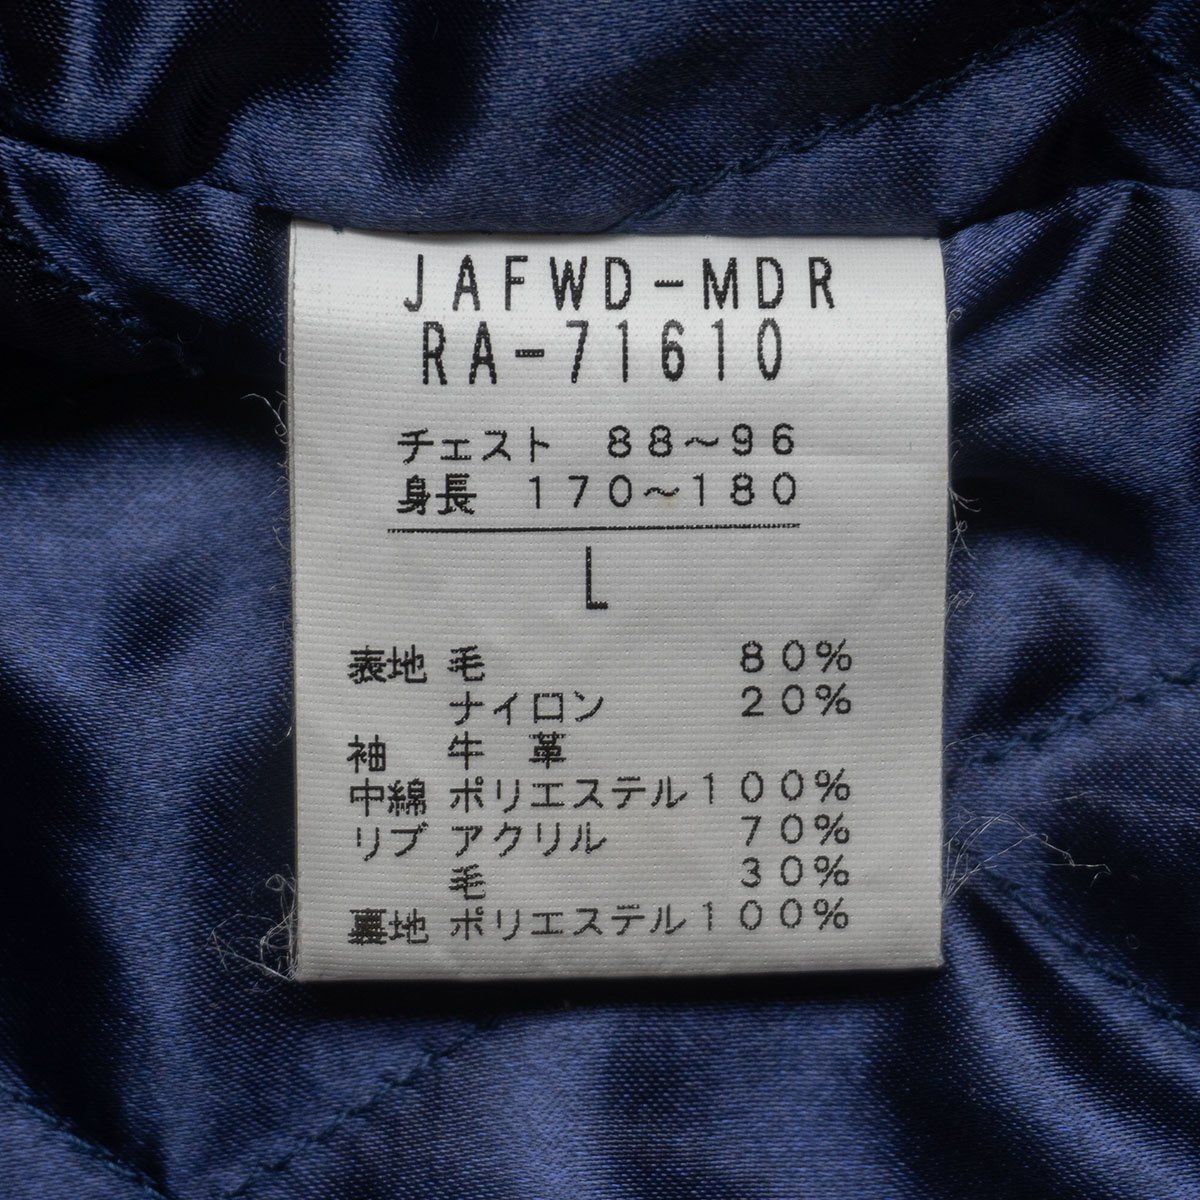 JAFWD-MDR
RA-71610
チェスト 88～96
身長 170～180
L
表地 毛 80%
ナイロン 20%
袖 牛 革
中綿 ポリエステル100%
リブ アクリル 70%
毛 30%
裏地 ポリエステル100%